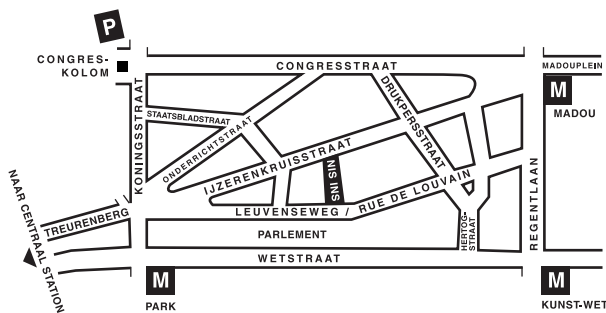 P
CONGRES-
KOLOM
CONGRESSTRAAT
MADOUPLEIN
M
MADOU
KONINGSSTRAAT
STAATSBLADSTRAAT
ONDERRICHTSTRAAT
DRUKPERSSTRAAT
IJZERENKRUISSTRAAT
NIS INS
LEUVENSEWEG / RUE DE LOUVAIN
REGENTLAAN
TREURENBERG
NAAR CENTRAAL STATION
PARLEMENT
HERTOG-
STRAAT
WETSTRAAT
M
PARK
M
KUNST-WET